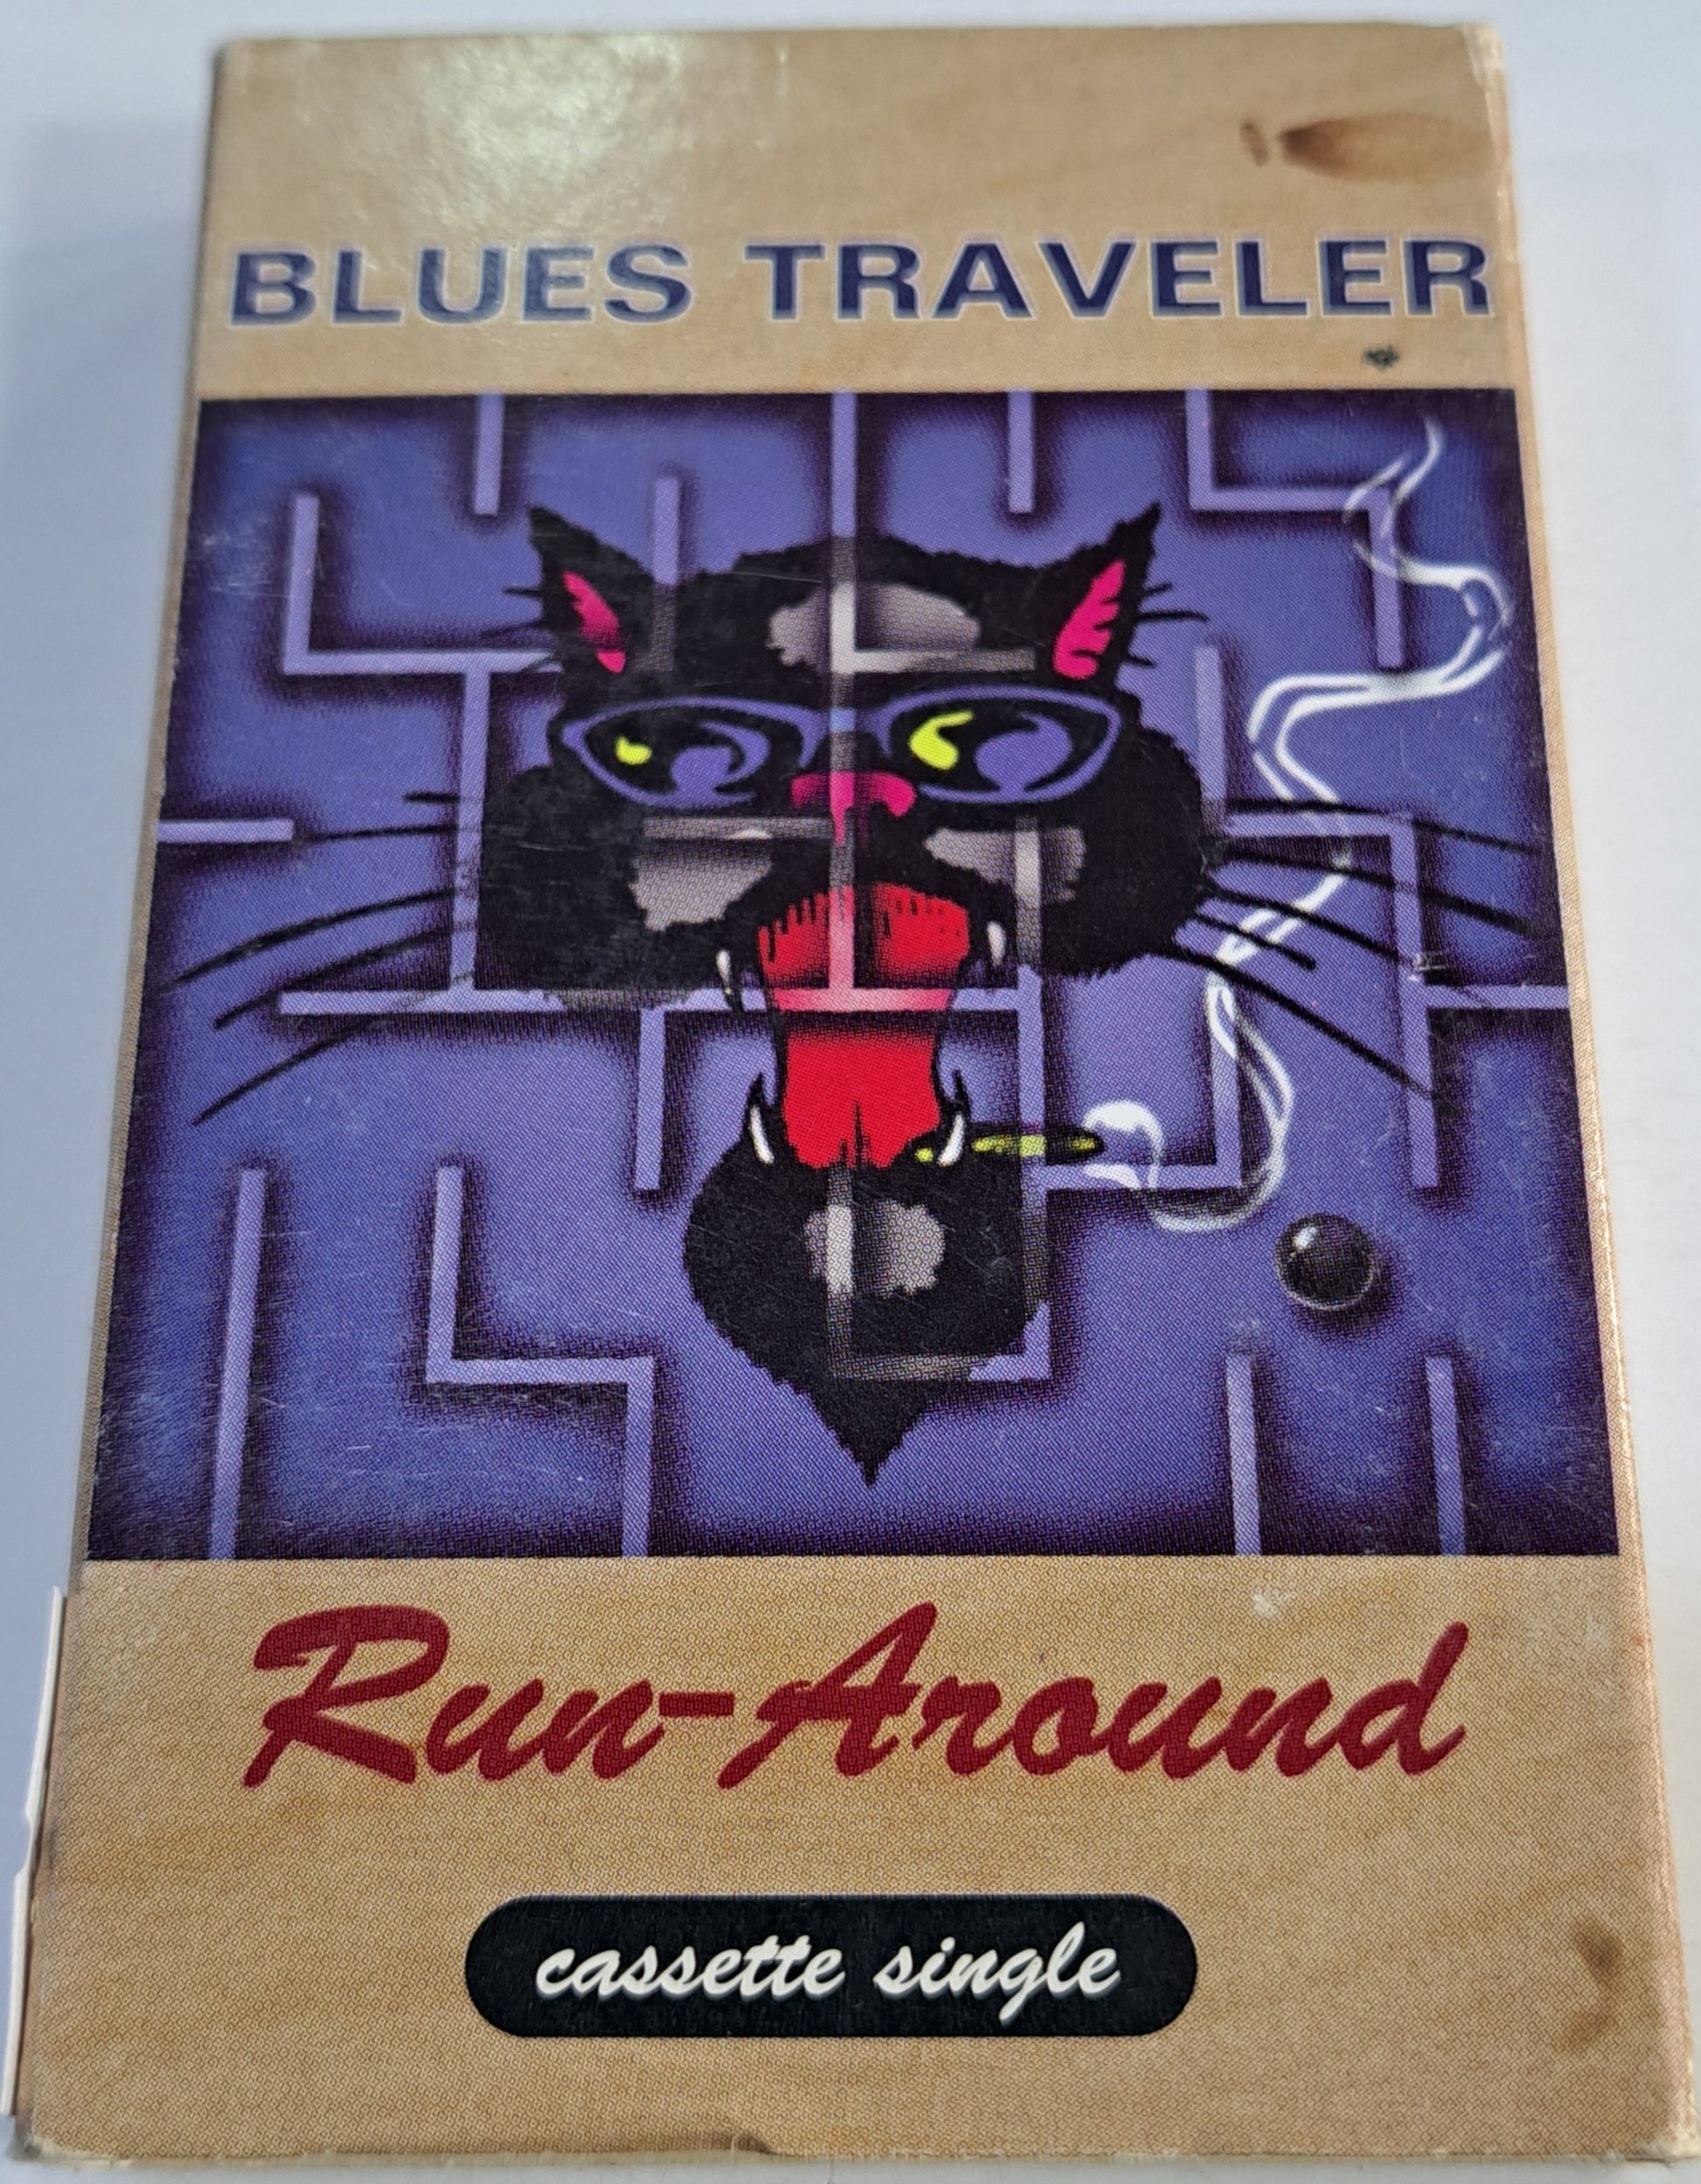 BLUES TRAVELER
Run-Around
cassette single